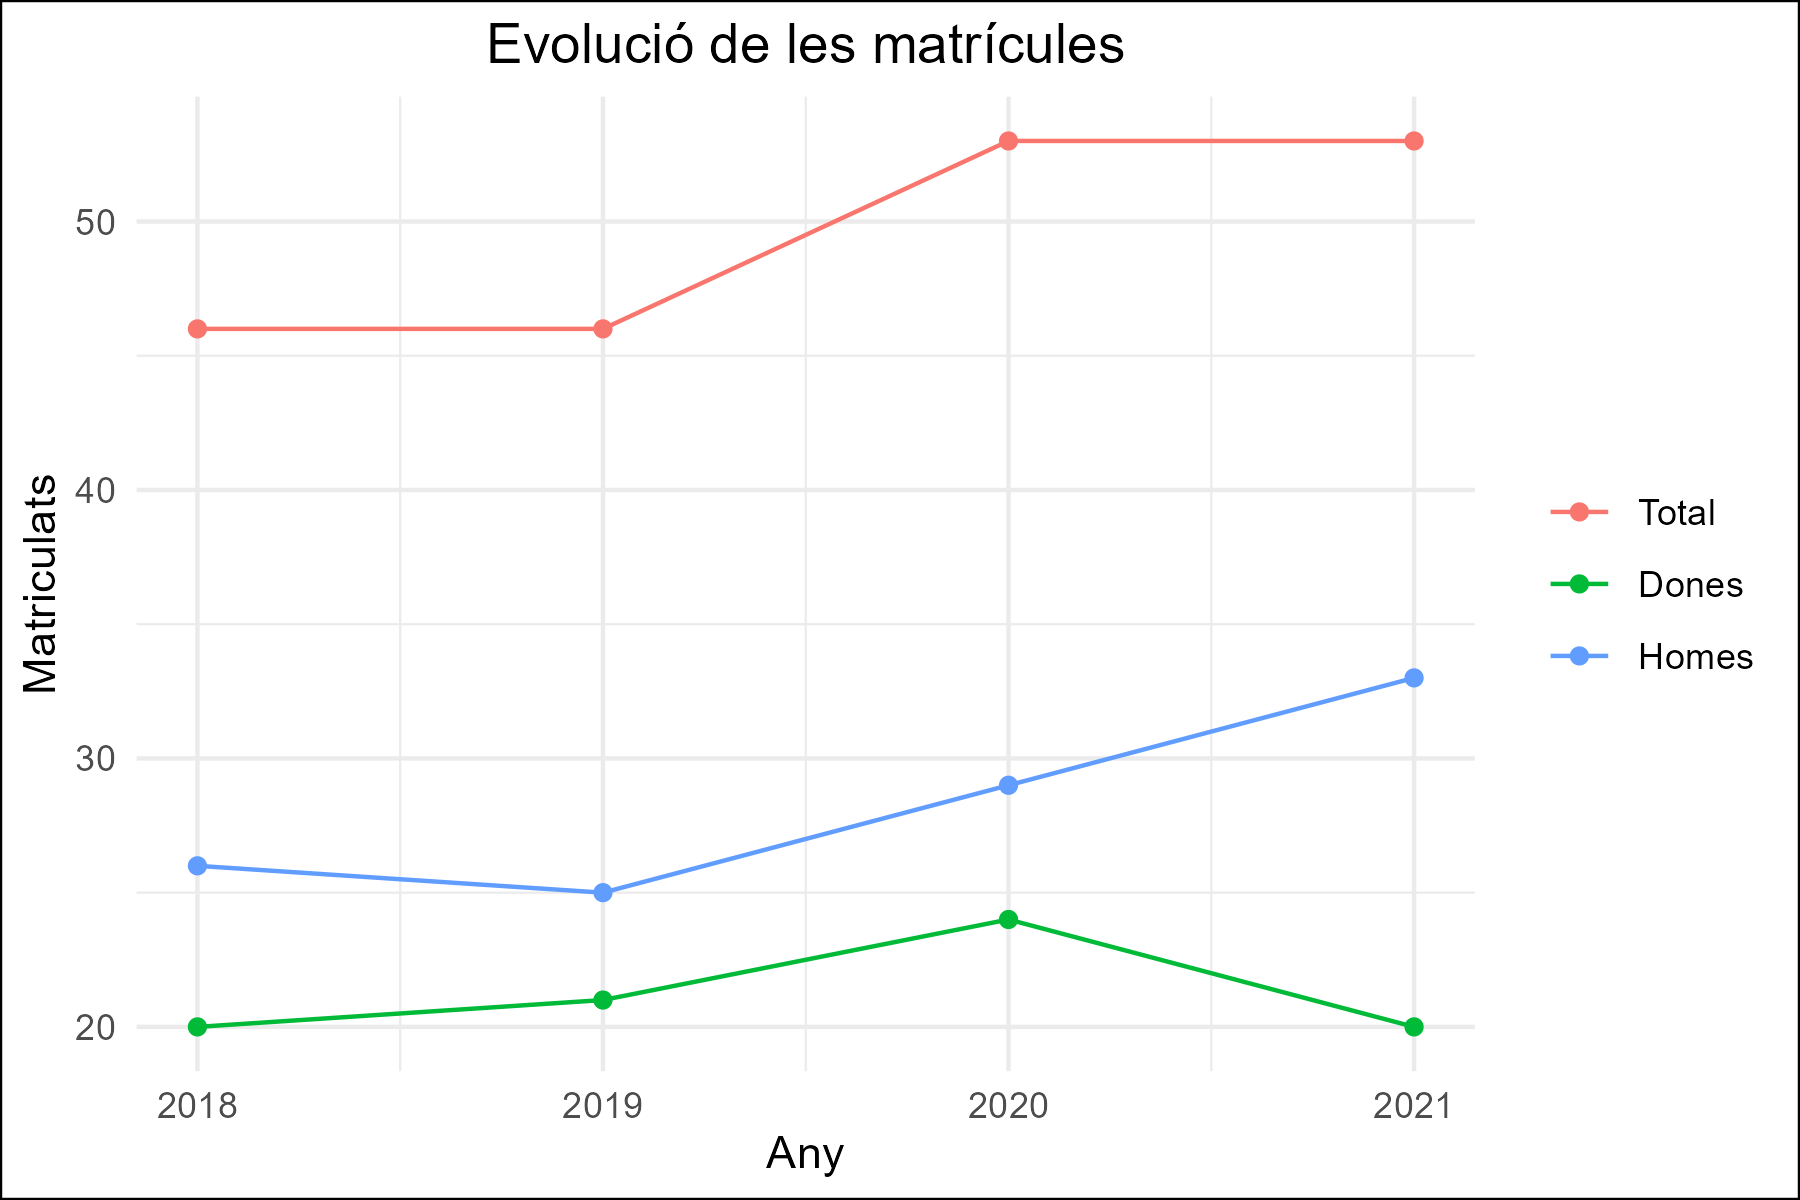 Evolució de les matrícules
Matriculats
50
40
30
20
2018
2019
2020
2021
Any
Total
Dones
Homes